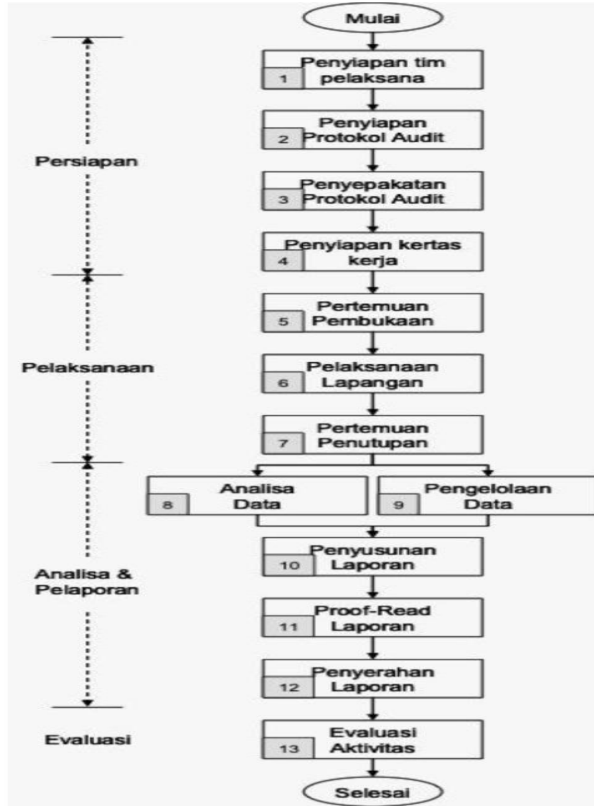 Mulai
Penyiapan tim
pelaksana
1
Penyiapan
Protokol Audit
2
Persiapan
Penyepakatan
Protokol Audit
3
Penyiapan kertas
kerja
4
Pertemuan
Pembukaan
5
Pelaksanaan
Pelaksanaan
Lapangan
6
Pertemuan
Penutupan
7
Analisa
Data
8
Pengelolaan
Data
9
Analisa &
Pelaporan
Penyusunan
Laporan
10
Proof-Read
Laporan
11
Penyerahan
Laporan
12
Evaluasi
Evaluasi
Aktivitas
13
Selesai